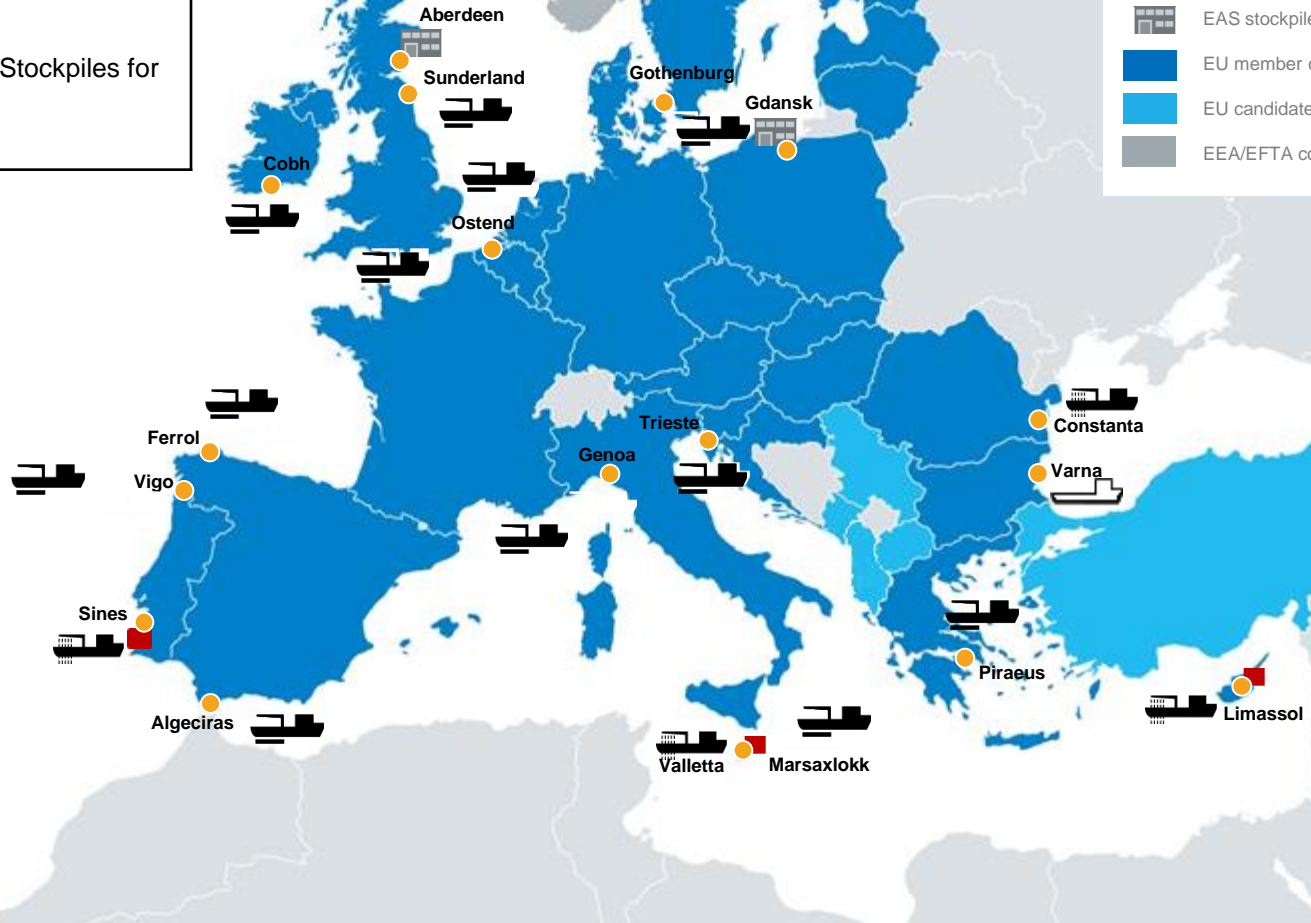 Stockpiles for
EAS stockpile
EU member
EU candidate
EEA/EFTA
Aberdeen
Sunderland
Gothenburg
Gdansk
Cobh
Ostend
Ferrol
Vigo
Trieste
Genoa
Constanta
Varna
Sines
Algeciras
Piraeus
Limassol
Valletta
Marsaxlokk